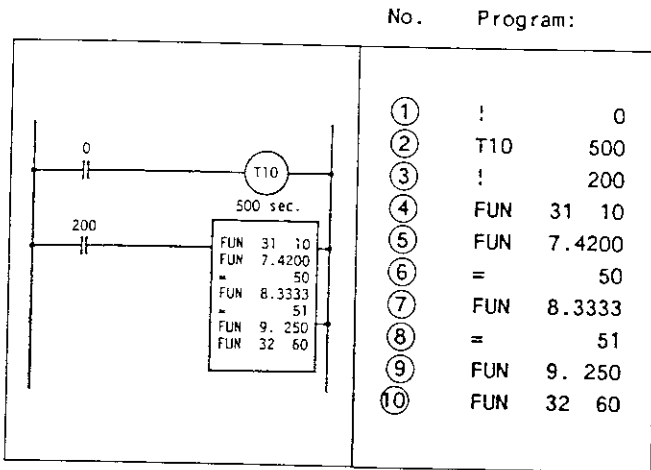 No. Program:
0
T10
500 sec.
200
FUN 31 10
FUN 7.4200
= 50
FUN 8.3333
= 51
FUN 9. 250
FUN 32 60
① ! 0
② T10 500
③ ! 200
④ FUN 31 10
⑤ FUN 7.4200
⑥ = 50
⑦ FUN 8.3333
⑧ = 51
⑨ FUN 9. 250
⑩ FUN 32 60